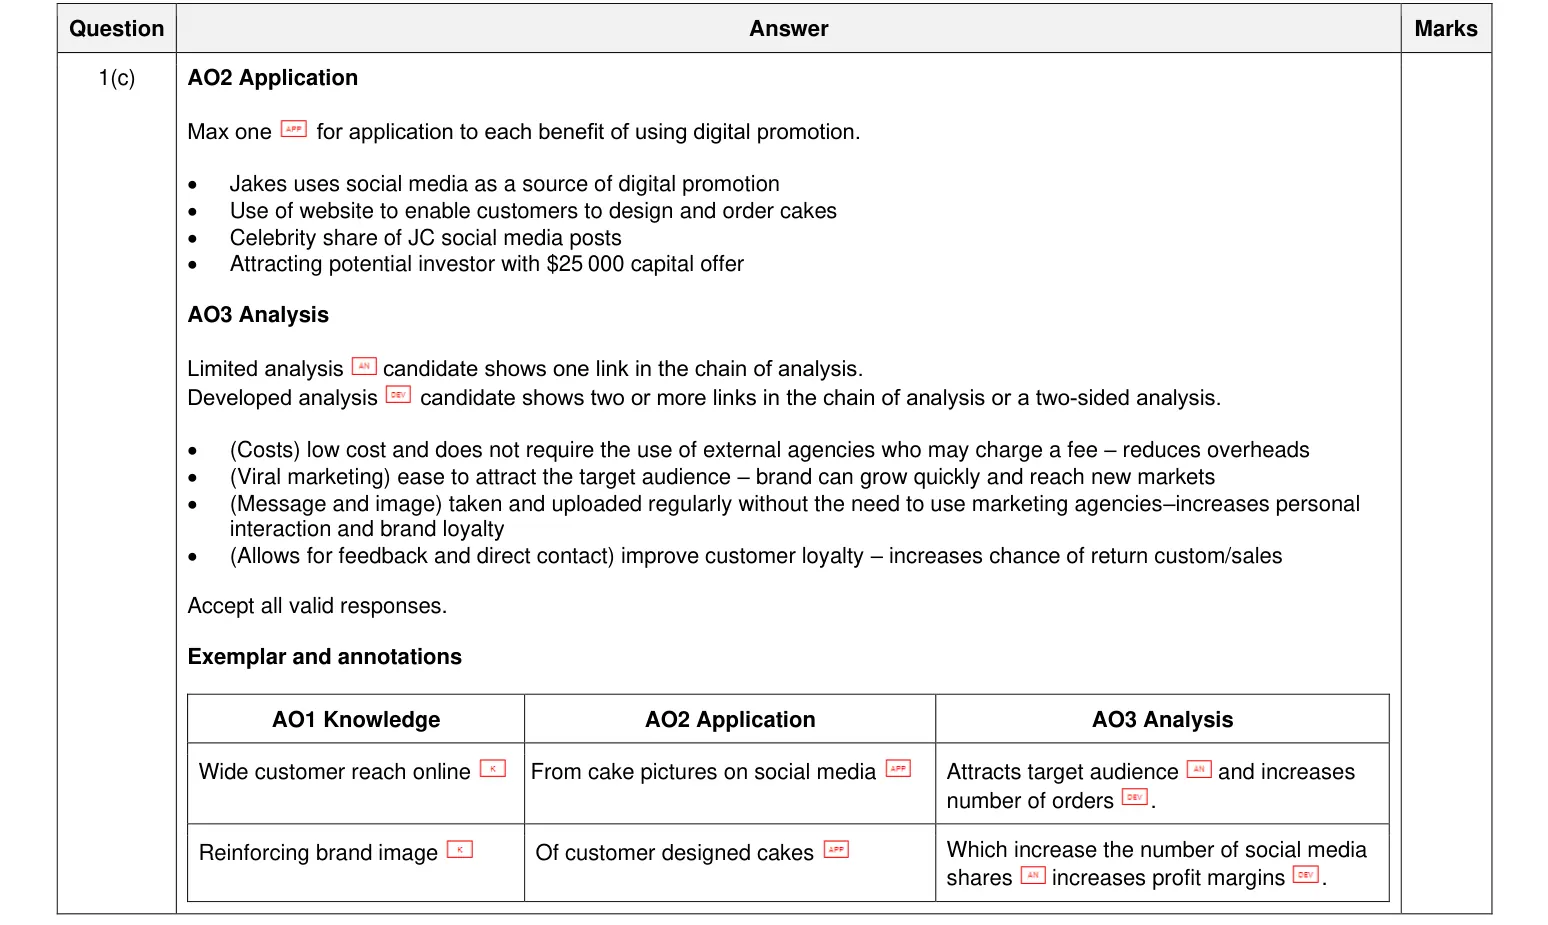 Question Answer Marks
1(c) AO2 Application
Max one APP for application to each benefit of using digital promotion.
• Jakes uses social media as a source of digital promotion
• Use of website to enable customers to design and order cakes
• Celebrity share of JC social media posts
• Attracting potential investor with $25 000 capital offer
AO3 Analysis
Limited analysis AN candidate shows one link in the chain of analysis.
Developed analysis DEV candidate shows two or more links in the chain of analysis or a two-sided analysis.
• (Costs) low cost and does not require the use of external agencies who may charge a fee – reduces overheads
• (Viral marketing) ease to attract the target audience – brand can grow quickly and reach new markets
• (Message and image) taken and uploaded regularly without the need to use marketing agencies–increases personal
interaction and brand loyalty
• (Allows for feedback and direct contact) improve customer loyalty – increases chance of return custom/sales
Accept all valid responses.
Exemplar and annotations
AO1 Knowledge AO2 Application AO3 Analysis
Wide customer reach online K From cake pictures on social media APP Attracts target audience AN and increases
number of orders DEV.
Reinforcing brand image K Of customer designed cakes APP Which increase the number of social media
shares AN increases profit margins DEV.